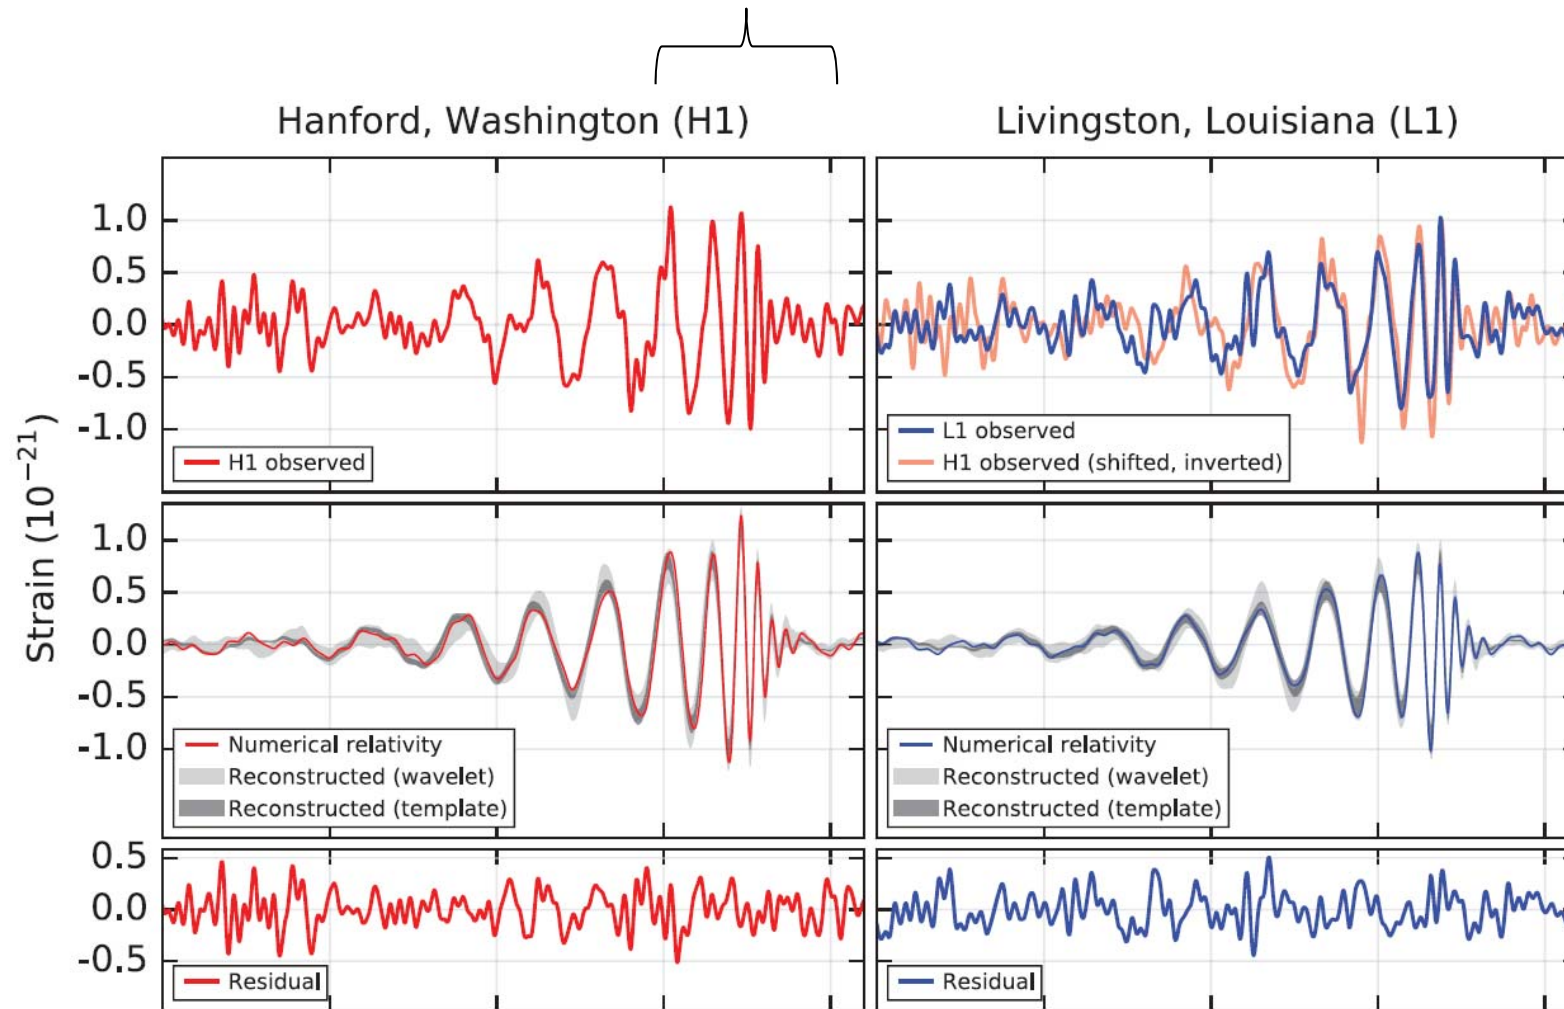 Hanford, Washington (H1)
Livingston, Louisiana (L1)
Strain (10⁻²¹)
1.0
0.5
0.0
-0.5
-1.0
H1 observed
L1 observed
H1 observed (shifted, inverted)
1.0
0.5
0.0
-0.5
-1.0
Numerical relativity
Reconstructed (wavelet)
Reconstructed (template)
Numerical relativity
Reconstructed (wavelet)
Reconstructed (template)
0.5
0.0
-0.5
Residual
Residual